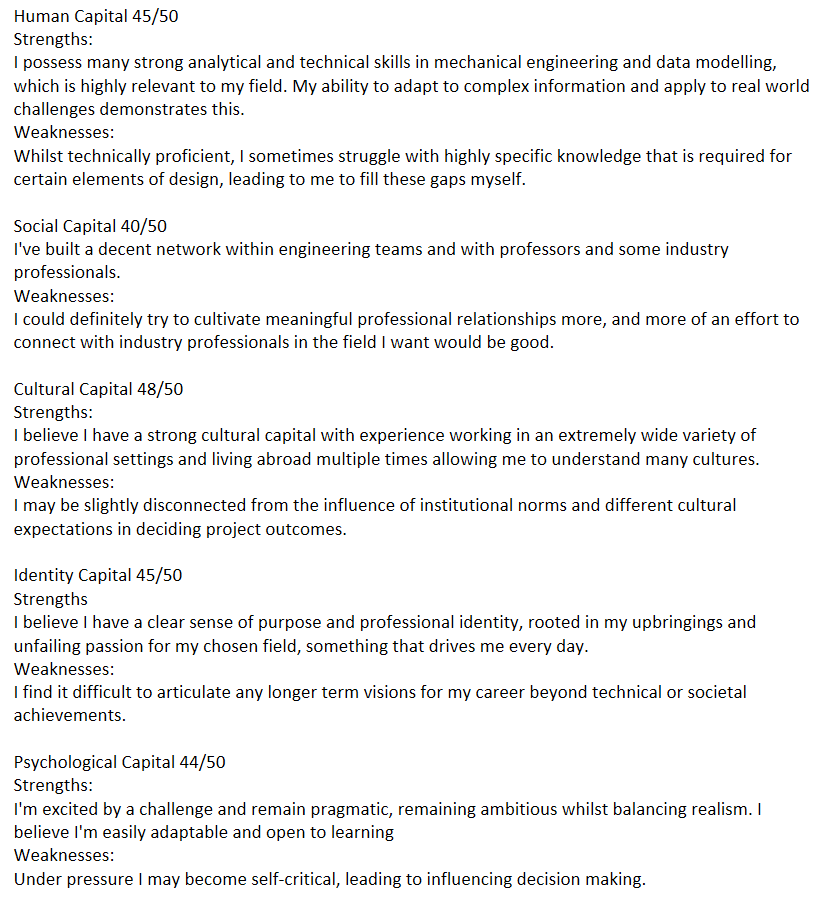 Human Capital 45/50
Strengths:
I possess many strong analytical and technical skills in mechanical engineering and data modelling,
which is highly relevant to my field. My ability to adapt to complex information and apply to real world
challenges demonstrates this.
Weaknesses:
Whilst technically proficient, I sometimes struggle with highly specific knowledge that is required for
certain elements of design, leading to me to fill these gaps myself.
Social Capital 40/50
I've built a decent network within engineering teams and with professors and some industry
professionals.
Weaknesses:
I could definitely try to cultivate meaningful professional relationships more, and more of an effort to
connect with industry professionals in the field I want would be good.
Cultural Capital 48/50
Strengths:
I believe I have a strong cultural capital with experience working in an extremely wide variety of
professional settings and living abroad multiple times allowing me to understand many cultures.
Weaknesses:
I may be slightly disconnected from the influence of institutional norms and different cultural
expectations in deciding project outcomes.
Identity Capital 45/50
Strengths
I believe I have a clear sense of purpose and professional identity, rooted in my upbringings and
unfailing passion for my chosen field, something that drives me every day.
Weaknesses:
I find it difficult to articulate any longer term visions for my career beyond technical or societal
achievements.
Psychological Capital 44/50
Strengths:
I'm excited by a challenge and remain pragmatic, remaining ambitious whilst balancing realism. I
believe I'm easily adaptable and open to learning
Weaknesses:
Under pressure I may become self-critical, leading to influencing decision making.